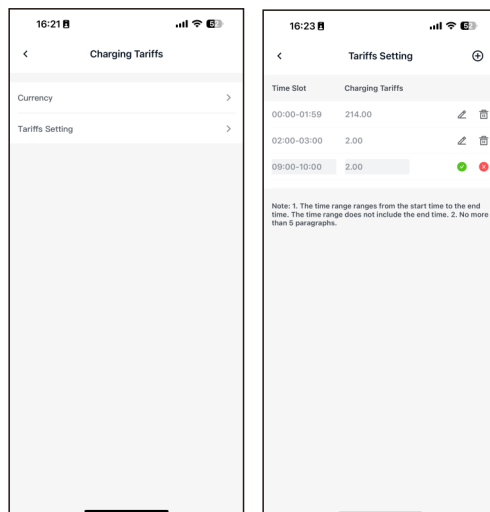 16:21
Charging Tariffs
Currency
Tariffs Setting
16:23
Tariffs Setting
Time Slot Charging Tariffs
00:00-01:59 214.00
02:00-03:00 2.00
09:00-10:00 2.00
Note: 1. The time range ranges from the start time to the end
time. The time range does not include the end time. 2. No more
than 5 paragraphs.